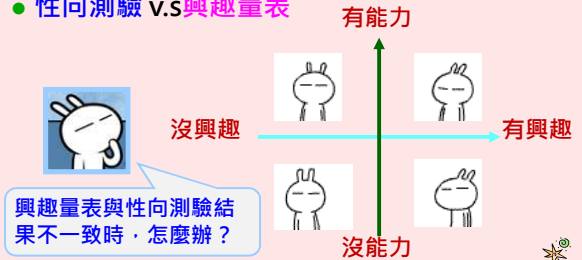 ● 性向測驗 v.s興趣量表
有能力
沒興趣
有興趣
興趣量表與性向測驗結
果不一致時，怎麼辦？
沒能力